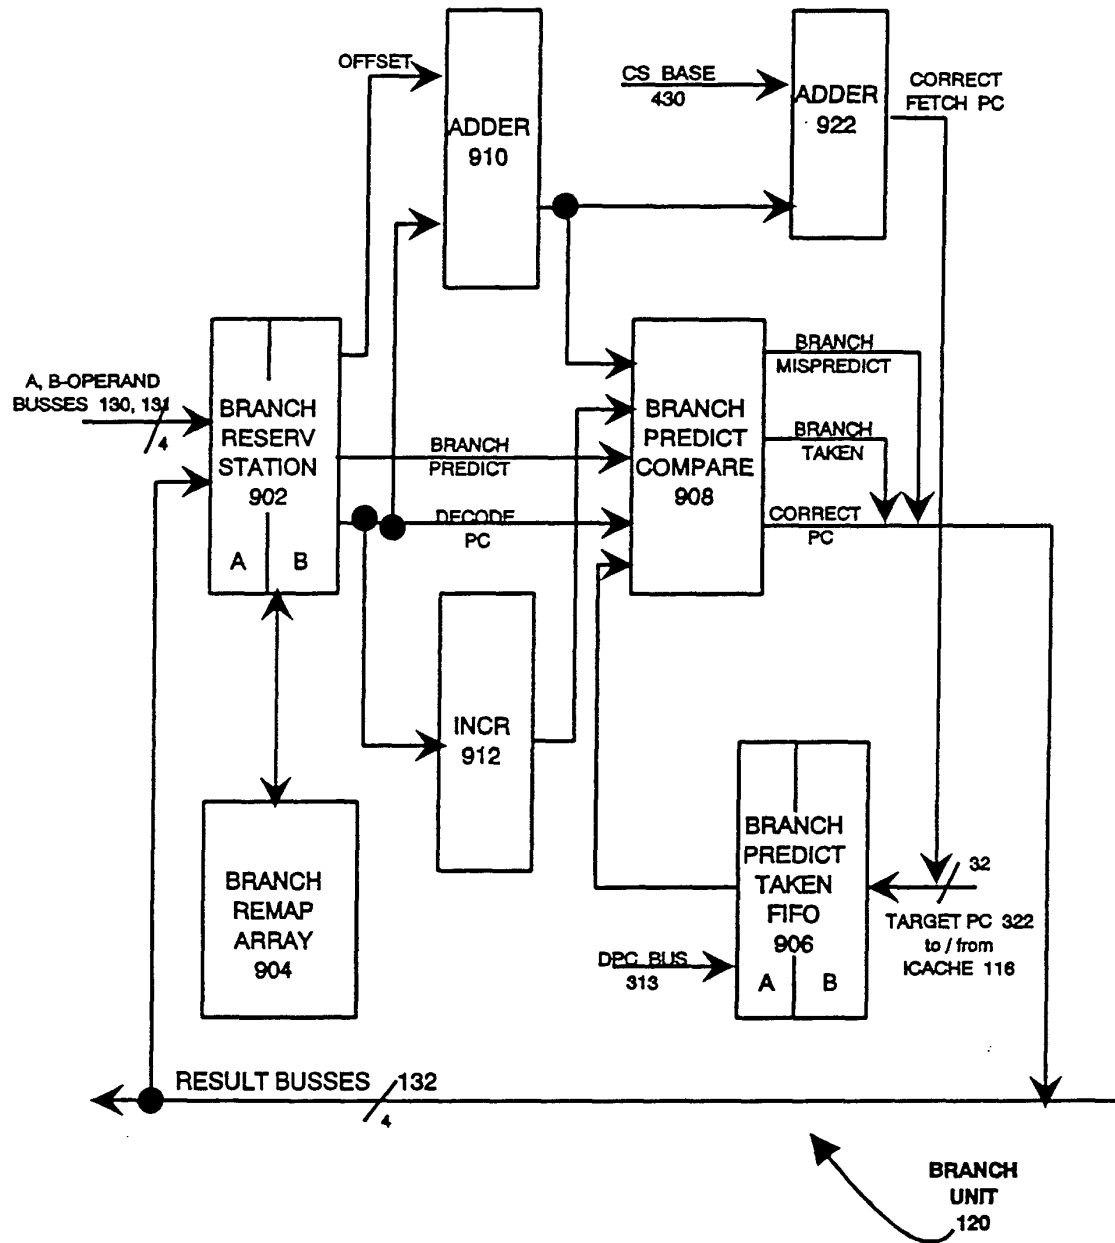 OFFSET
ADDER
910
CS BASE
430
ADDER
922
CORRECT
FETCH PC
A, B-OPERAND
BUSSES 130, 131
4
BRANCH
RESERV
STATION
902
A B
BRANCH
PREDICT
DECODE
PC
BRANCH
PREDICT
COMPARE
908
BRANCH
MISPREDICT
BRANCH
TAKEN
CORRECT
PC
INCR
912
BRANCH
REMAP
ARRAY
904
BRANCH
PREDICT
TAKEN
FIFO
906
A B
DPC BUS
313
32
TARGET PC 322
to / from
ICACHE 116
RESULT BUSSES 132
4
BRANCH
UNIT
120